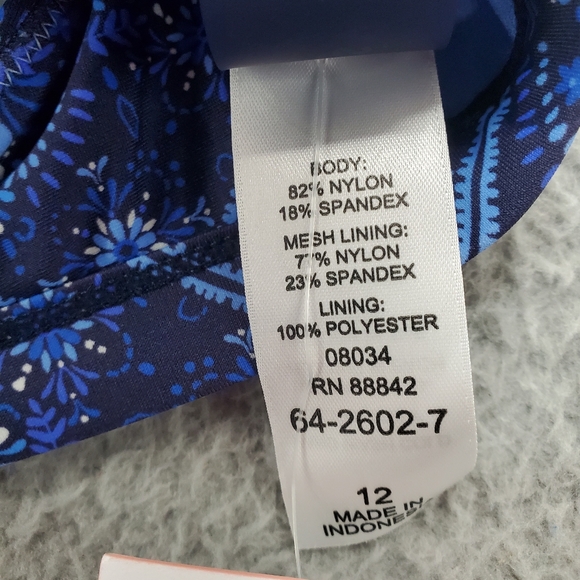 BODY:
82% NYLON
18% SPANDEX
MESH LINING:
77% NYLON
23% SPANDEX
LINING:
100% POLYESTER
08034
RN 88842
64-2602-7
12
MADE IN
INDONE